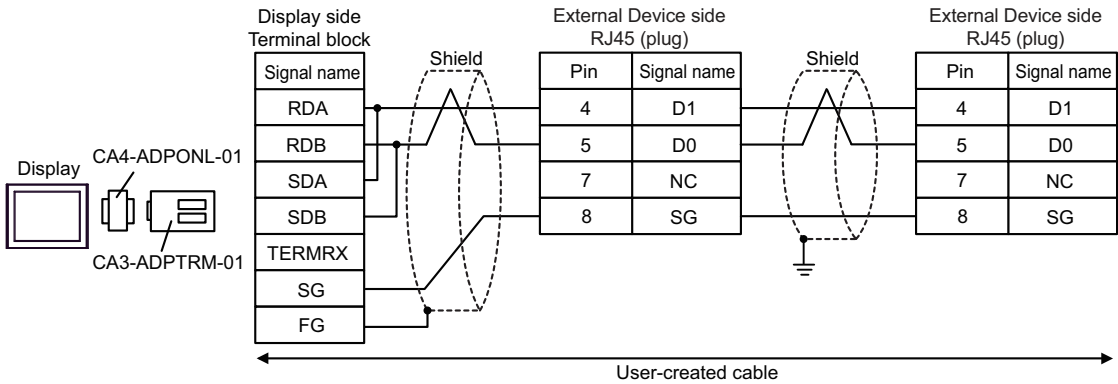 Display side
Terminal block
External Device side
RJ45 (plug)
External Device side
RJ45 (plug)
Signal name
Shield
Pin
Signal name
Shield
Pin
Signal name
RDA
4
D1
4
D1
RDB
5
D0
5
D0
Display
CA4-ADPONL-01
SDA
7
NC
7
NC
SDB
8
SG
8
SG
CA3-ADPTRM-01
TERMRX
SG
FG
User-created cable